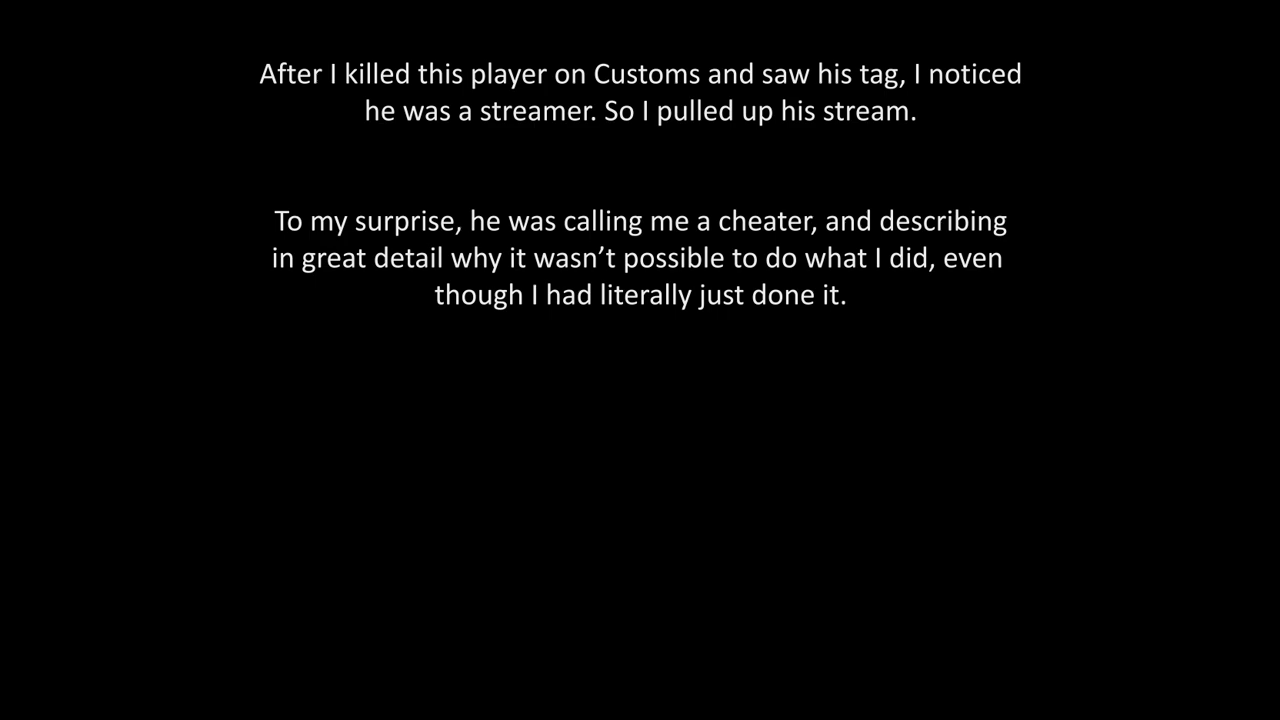 After I killed this player on Customs and saw his tag, I noticed
he was a streamer. So I pulled up his stream.
To my surprise, he was calling me a cheater, and describing
in great detail why it wasn’t possible to do what I did, even
though I had literally just done it.